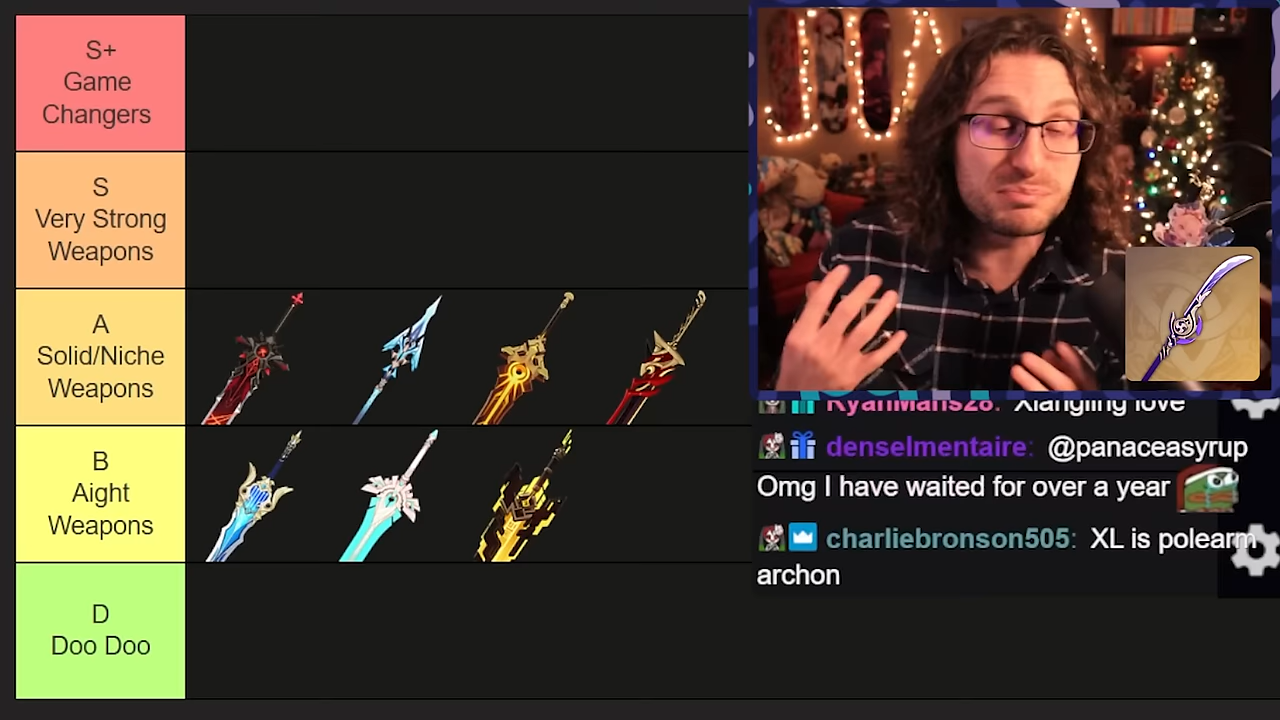 S+
Game
Changers
S
Very Strong
Weapons
A
Solid/Niche
Weapons
B
Aight
Weapons
D
Doo Doo
RyanMaris28: Xiangling love
denselmentaire: @panaceasyrup
Omg I have waited for over a year
charliebronson505: XL is polearm
archon